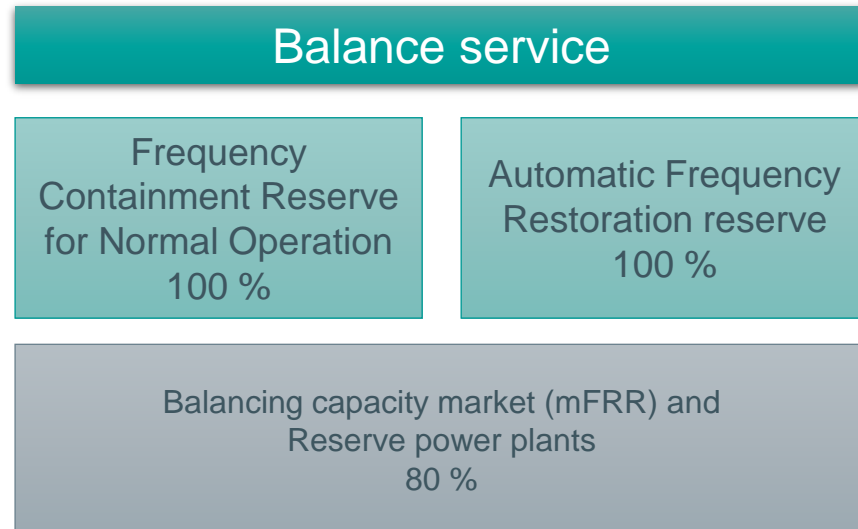 Balance service
Frequency
Containment Reserve
for Normal Operation
100 %
Automatic Frequency
Restoration reserve
100 %
Balancing capacity market (mFRR) and
Reserve power plants
80 %